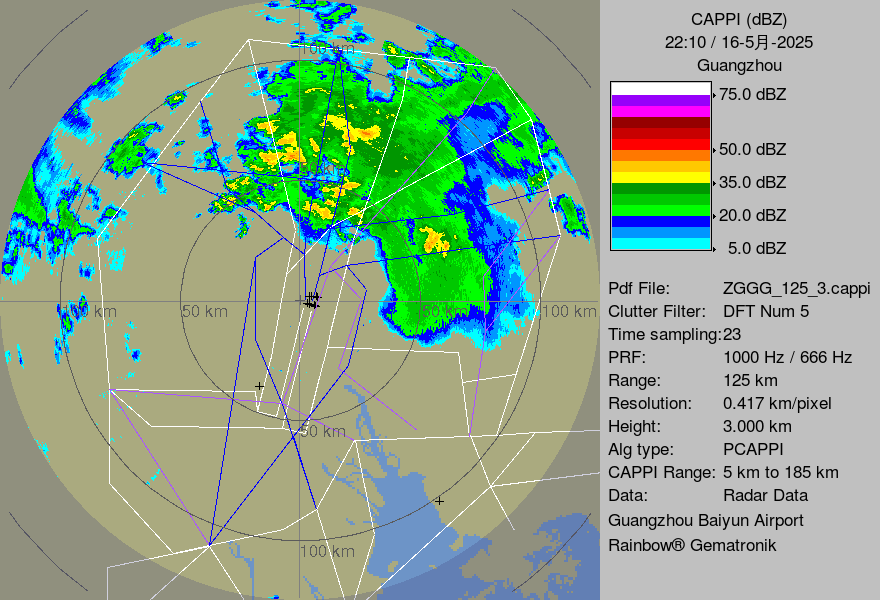 100 km
50 km
100 km
50 km
50 km
100 km
50 km
100 km
CAPPI (dBZ)
22:10 / 16-5月-2025
Guangzhou
75.0 dBZ
50.0 dBZ
35.0 dBZ
20.0 dBZ
5.0 dBZ
Pdf File: ZGGG_125_3.cappi
Clutter Filter: DFT Num 5
Time sampling:23
PRF: 1000 Hz / 666 Hz
Range: 125 km
Resolution: 0.417 km/pixel
Height: 3.000 km
Alg type: PCAPPI
CAPPI Range: 5 km to 185 km
Data: Radar Data
Guangzhou Baiyun Airport
Rainbow® Gematronik